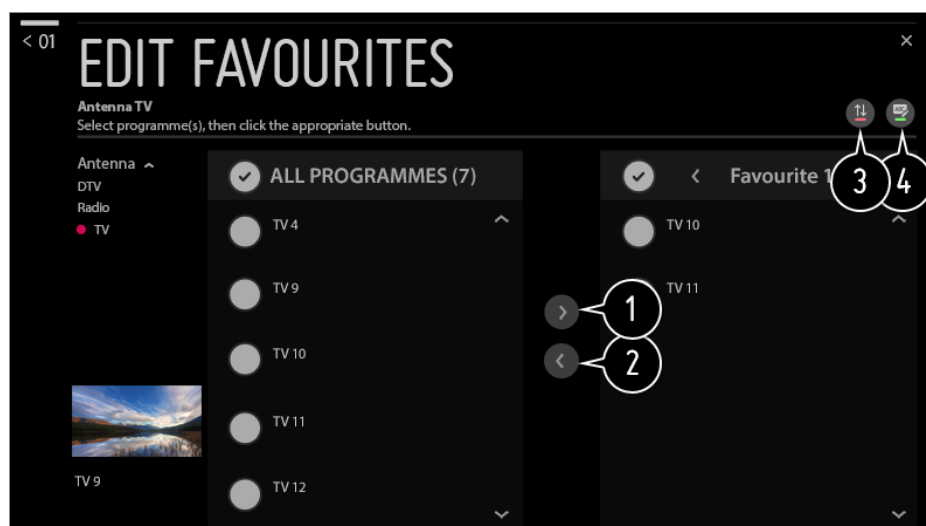 < 01
EDIT FAVOURITES
Antenna TV
Select programme(s), then click the appropriate button.
Antenna
DTV
Radio
TV
TV 9
ALL PROGRAMMES (7)
TV 4
TV 9
TV 10
TV 11
TV 12
1
2
Favourite 1
TV 10
TV 11
3
4